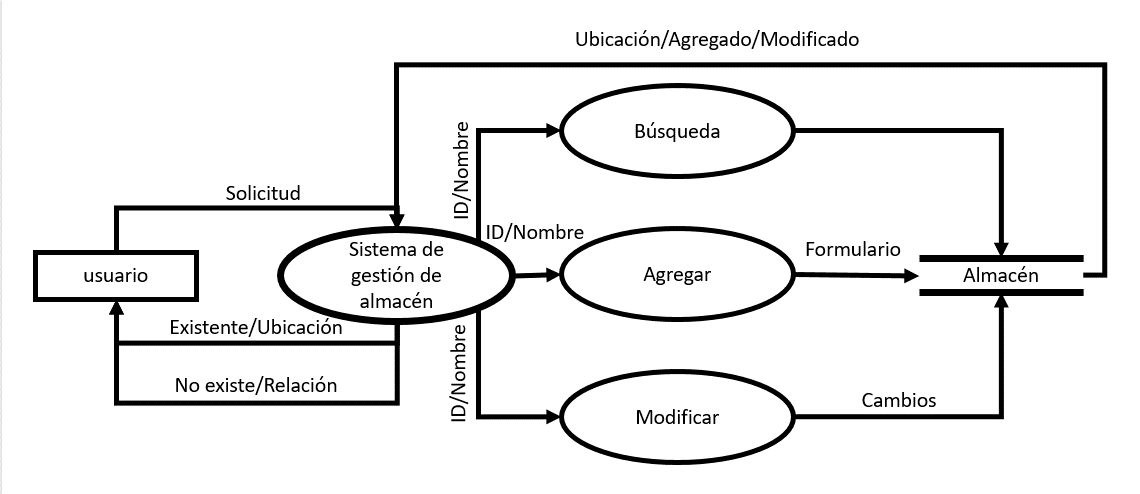 Ubicación/Agregado/Modificado
Búsqueda
ID/Nombre
Solicitud
ID/Nombre
Sistema de
gestión de
almacén
usuario
Agregar
Formulario
Almacén
Existente/Ubicación
ID/Nombre
No existe/Relación
Modificar
Cambios